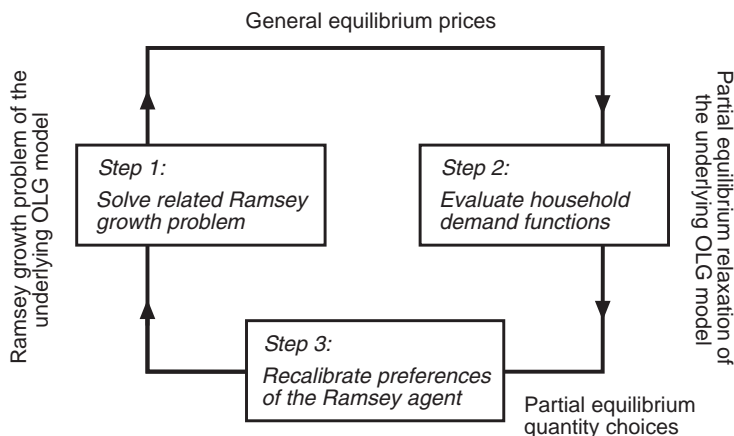 General equilibrium prices
Ramsey growth problem of the
underlying OLG model
Step 1:
Solve related Ramsey
growth problem
Step 2:
Evaluate household
demand functions
Partial equilibrium relaxation of
the underlying OLG model
Step 3:
Recalibrate preferences
of the Ramsey agent
Partial equilibrium
quantity choices